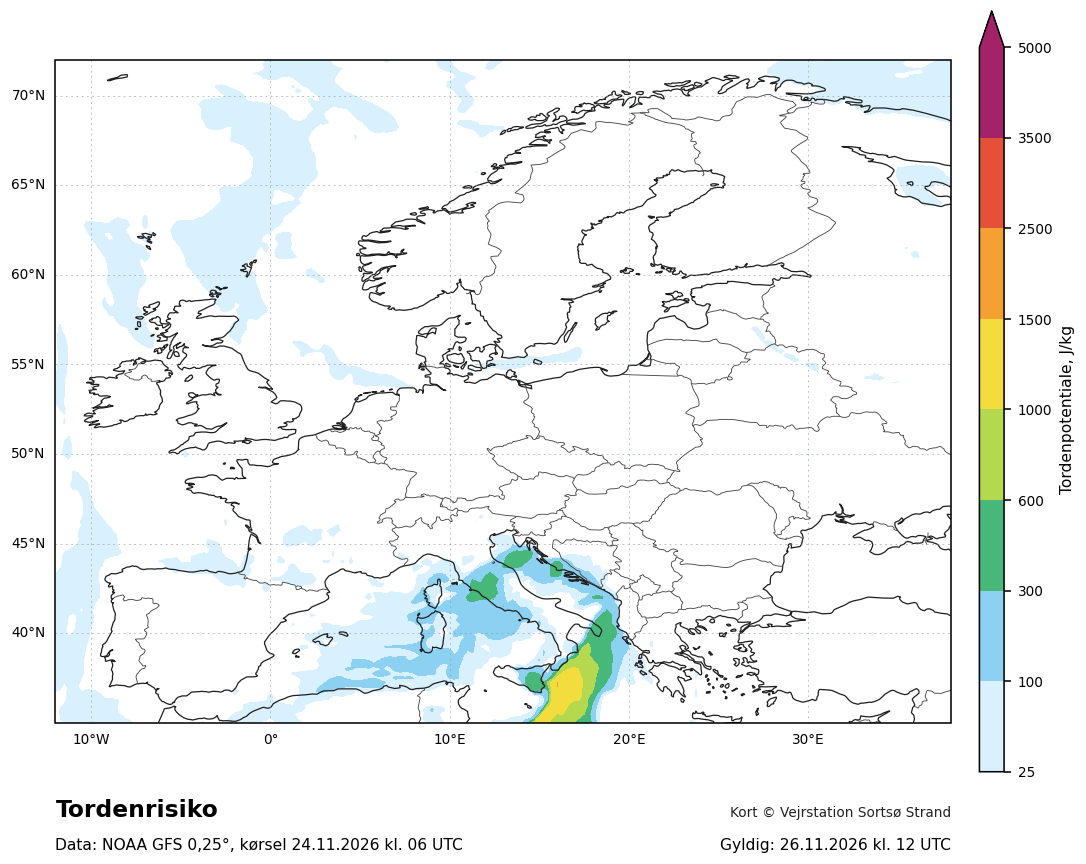 70°N
65°N
60°N
55°N
50°N
45°N
40°N
10°W
0°
10°E
20°E
30°E
5000
3500
2500
1500
1000
600
300
100
25
Tordenpotentiale, J/kg
Tordenrisiko
Kort © Vejrstation Sortsø Strand
Data: NOAA GFS 0,25°, kørsel 24.11.2026 kl. 06 UTC
Gyldig: 26.11.2026 kl. 12 UTC